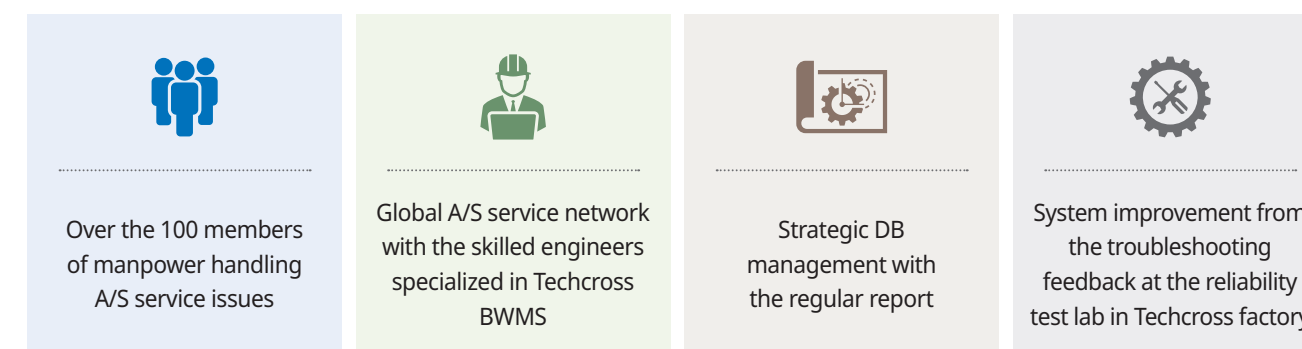 Over the 100 members
of manpower handling
A/S service issues
Global A/S service network
with the skilled engineers
specialized in Techcross
BWMS
Strategic DB
management with
the regular report
System improvement from
the troubleshooting
feedback at the reliability
test lab in Techcross factory